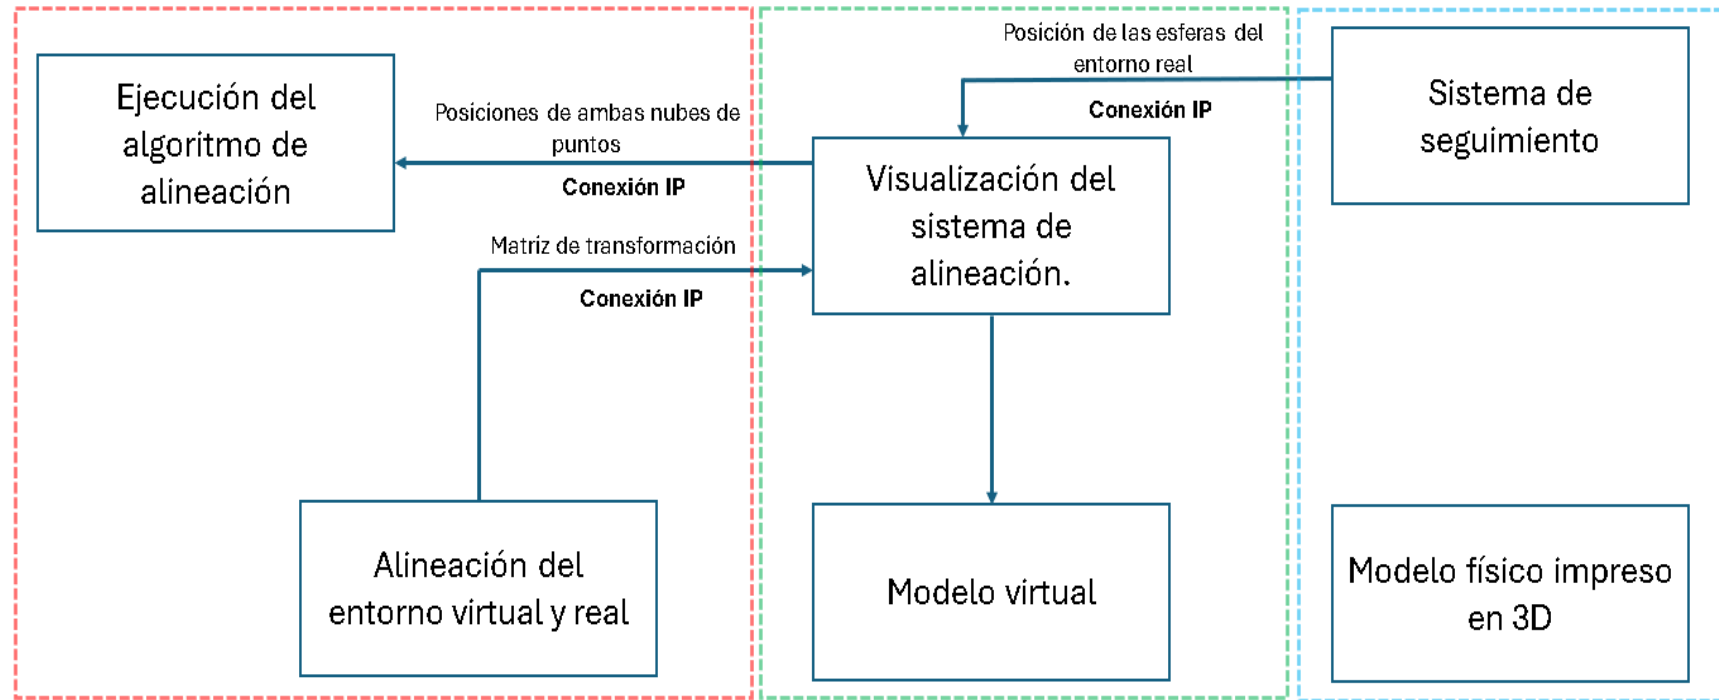 Ejecución del
algoritmo de
alineación
Posiciones de ambas nubes de
puntos
Conexión IP
Matriz de transformación
Conexión IP
Alineación del
entorno virtual y real
Posición de las esferas del
entorno real
Conexión IP
Visualización del
sistema de
alineación.
Modelo virtual
Sistema de
seguimiento
Modelo físico impreso
en 3D